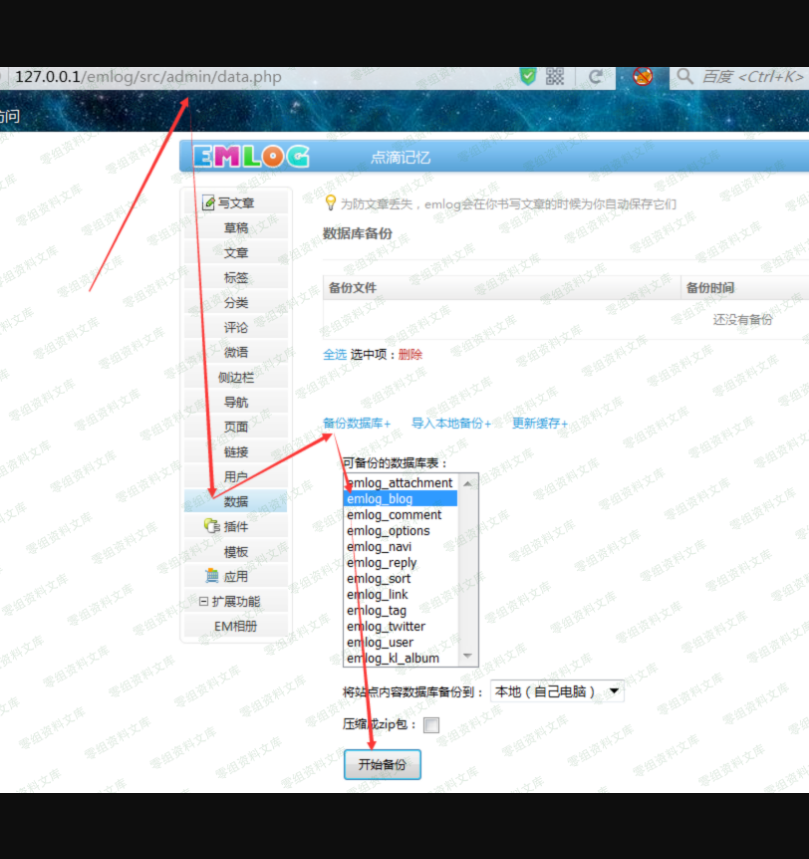 127.0.0.1/emlog/src/admin/data.php
百度 <Ctrl+K>
访问
EMLOG 点滴记忆
写文章
草稿
文章
标签
分类
评论
微语
侧边栏
导航
页面
链接
用户
数据
插件
模板
应用
扩展功能
EM相册
为防文章丢失，emlog会在你书写文章的时候为你自动保存它们
数据库备份
备份文件 备份时间
还没有备份
全选 选中项：删除
备份数据库+ 导入本地备份+ 更新缓存+
可备份的数据库表：
emlog_attachment
emlog_blog
emlog_comment
emlog_options
emlog_navi
emlog_reply
emlog_sort
emlog_link
emlog_tag
emlog_twitter
emlog_user
emlog_kl_album
将站点内容数据库备份到： 本地（自己电脑）
压缩成zip包：
开始备份
零组资料文库